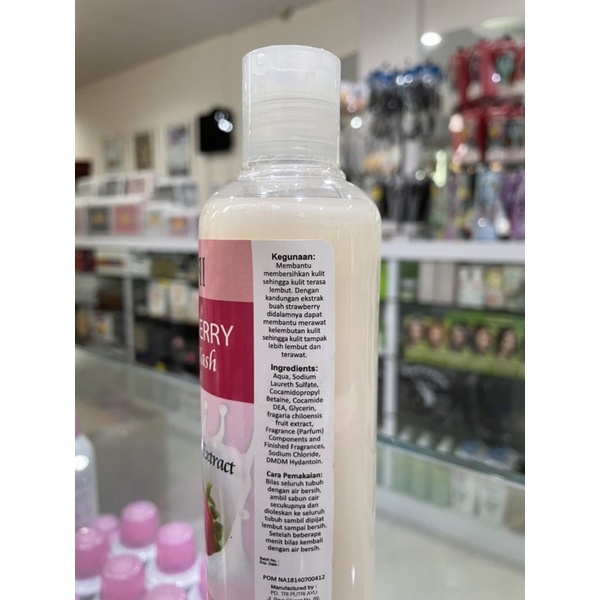 Kegunaan:
Membantu
membersihkan kulit
sehingga kulit terasa
lembut. Dengan
kandungan ekstrak
buah strawberry
didalamnya dapat
membantu merawat
kelembutan kulit
sehingga kulit tampak
lebih lembut dan
terawat.
Ingredients:
Aqua, Sodium
Laureth Sulfate,
Cocamidopropyl
Betaine, Cocamide
DEA, Glycerin,
fragaria chiloensis
fruit extract,
Fragrance (Parfum)
Components and
Finished Fragrances,
Sodium Chloride,
DMDM Hydantoin.
Cara Pemakaian:
Bilas seluruh tubuh
dengan air bersih,
ambil sabun cair
secukupnya dan
dioleskan ke seluruh
tubuh sambil dipijat
lembut sampai bersih.
Setelah beberapa
menit bilas kembali
dengan air bersih.
Batch No :
Exp. Date :
POM NA18140700412
Manufactured by :
PD. TRI PUTRI AYU
ERRY
ash
Extract